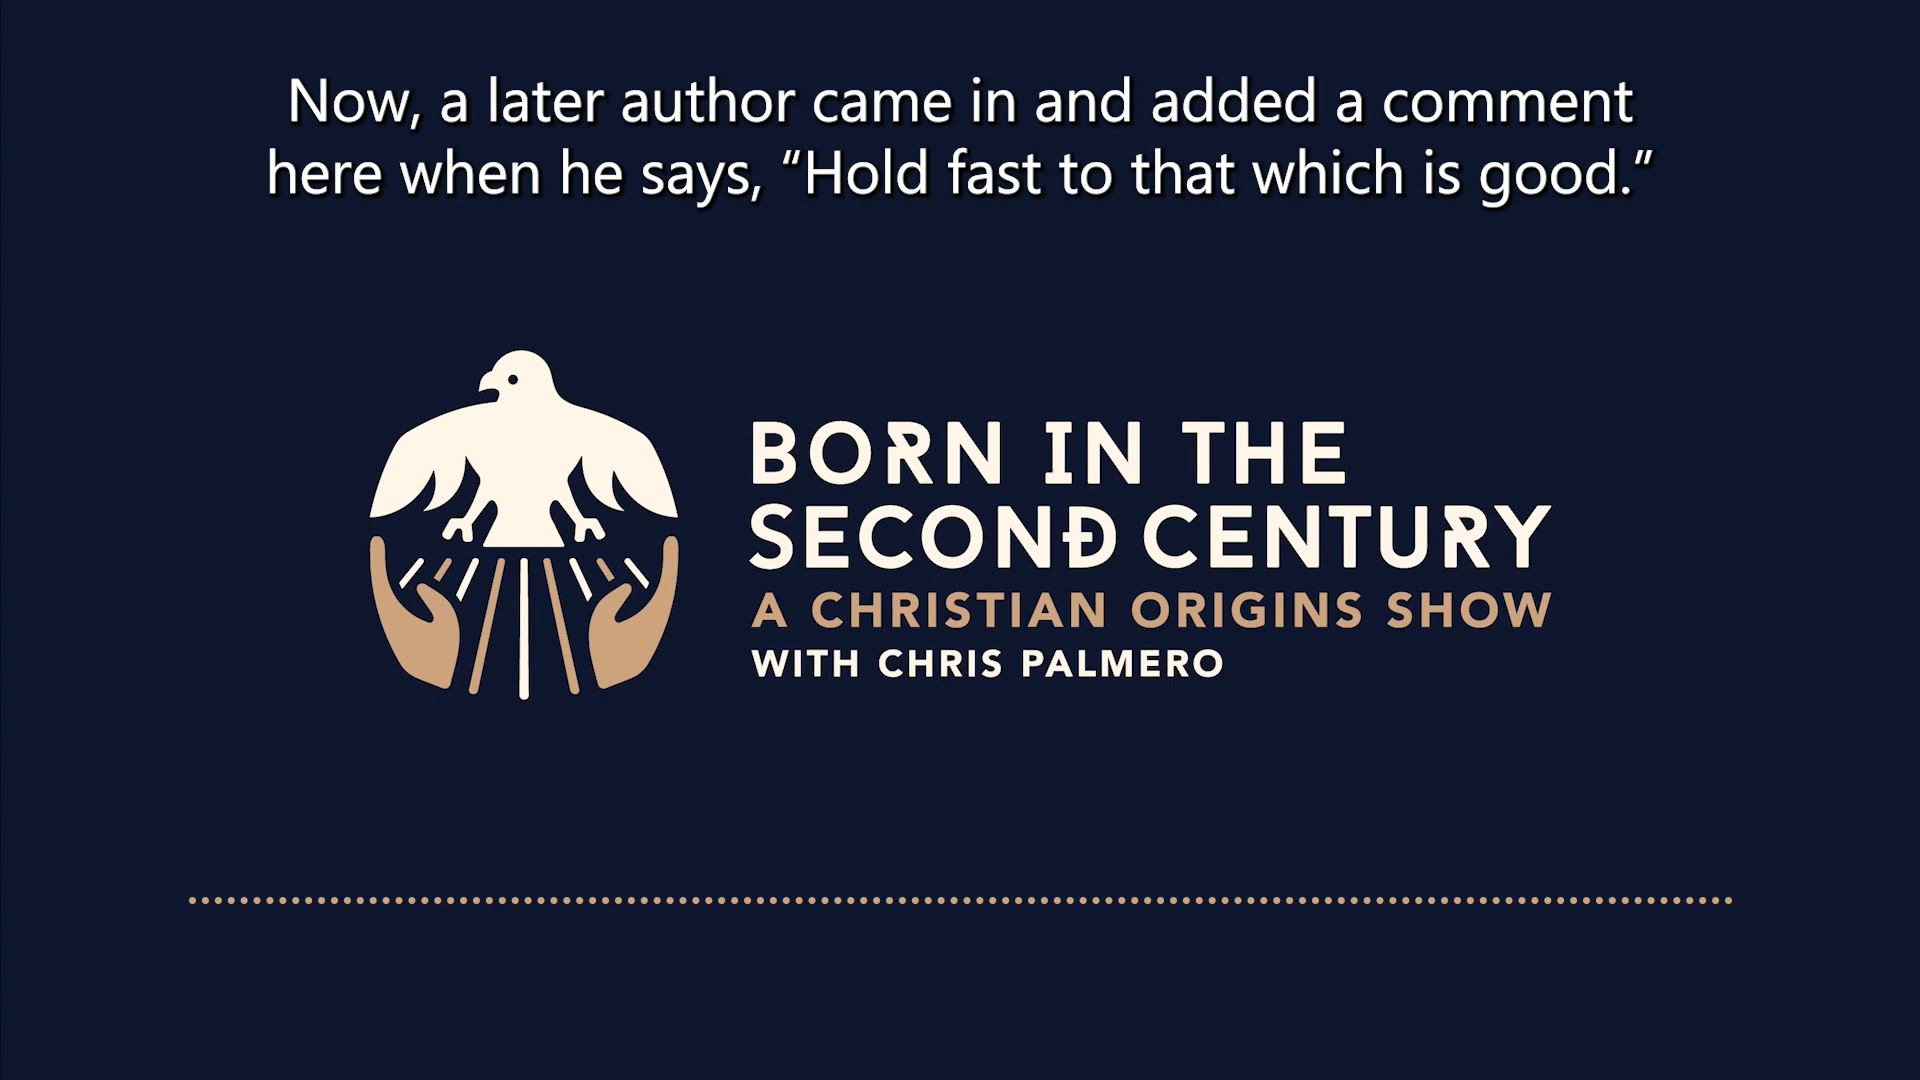 Now, a later author came in and added a comment
here when he says, “Hold fast to that which is good.”
BORN IN THE
SECOND CENTURY
A CHRISTIAN ORIGINS SHOW
WITH CHRIS PALMERO